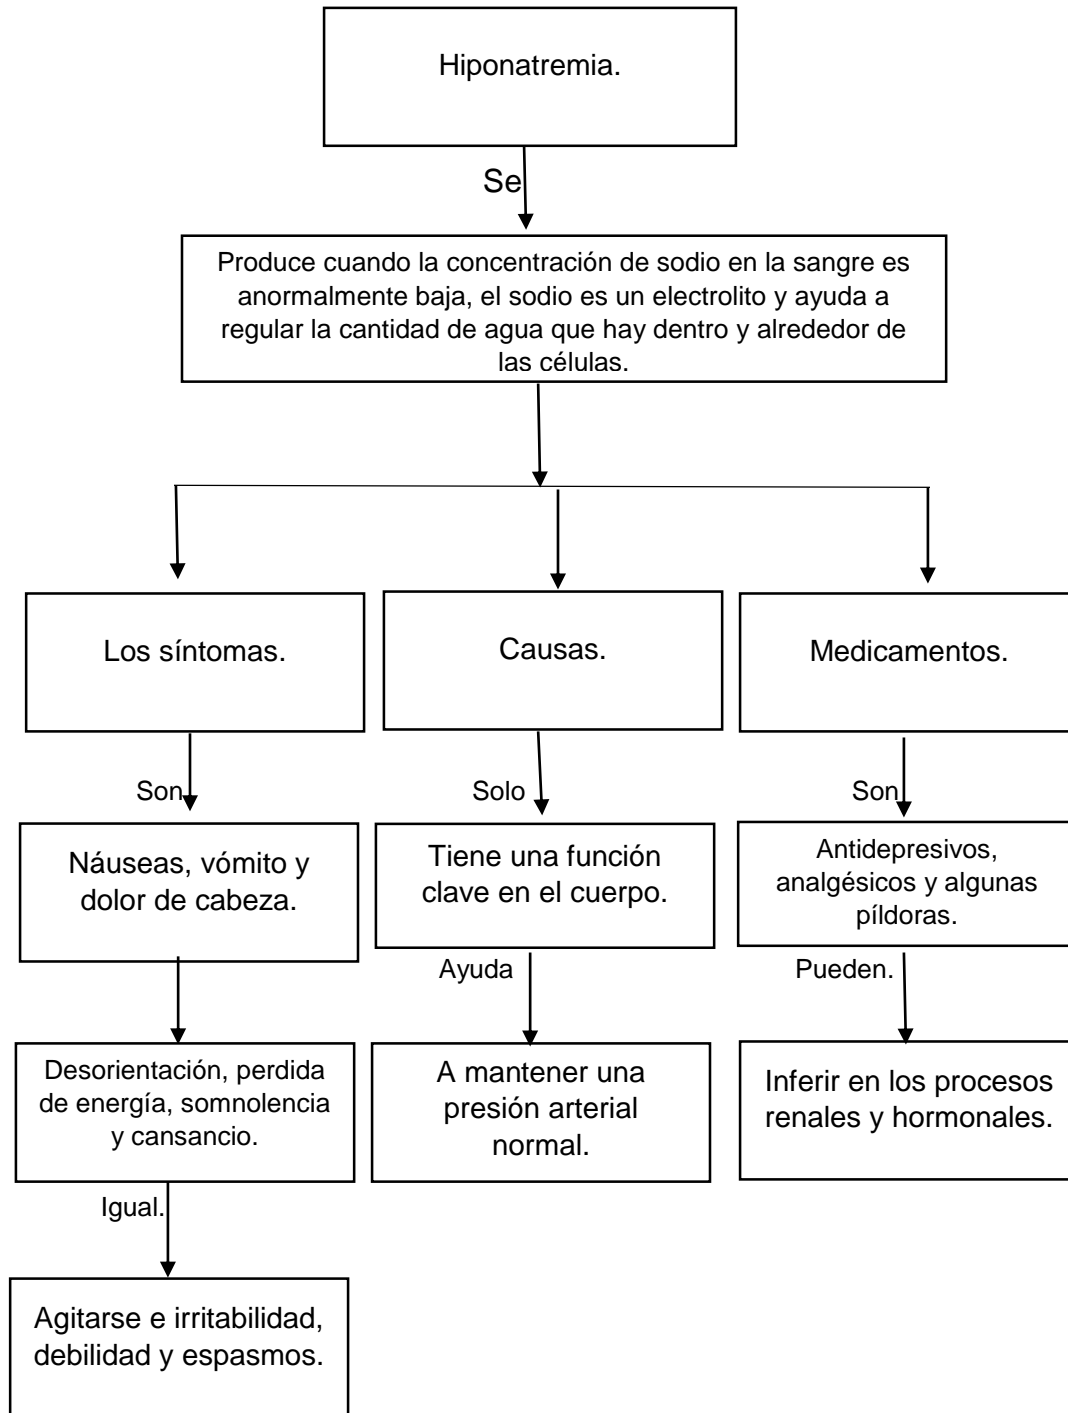 Hiponatremia.
Se
Produce cuando la concentración de sodio en la sangre es
anormalmente baja, el sodio es un electrolito y ayuda a
regular la cantidad de agua que hay dentro y alrededor de
las células.
Los síntomas.
Causas.
Medicamentos.
Son
Solo
Son
Náuseas, vómito y
dolor de cabeza.
Tiene una función
clave en el cuerpo.
Antidepresivos,
analgésicos y algunas
píldoras.
Ayuda
Pueden.
Desorientación, perdida
de energía, somnolencia
y cansancio.
A mantener una
presión arterial
normal.
Inferir en los procesos
renales y hormonales.
Igual.
Agitarse e irritabilidad,
debilidad y espasmos.